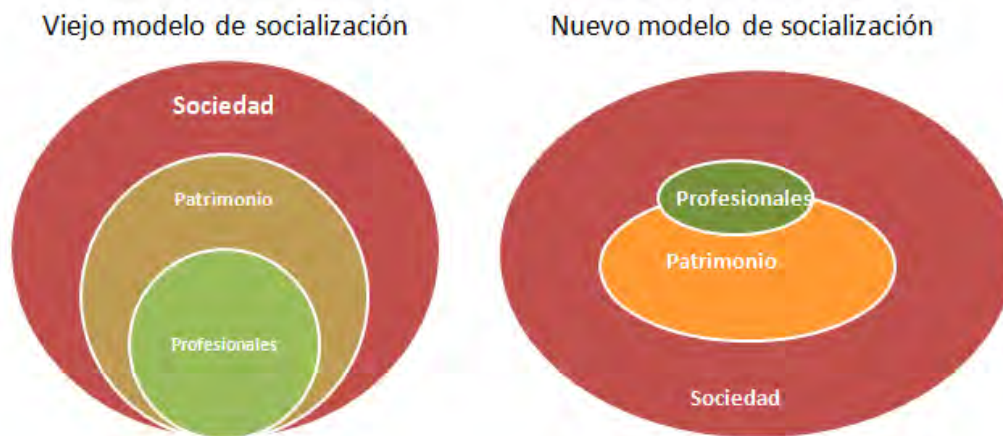 Viejo modelo de socialización
Sociedad
Patrimonio
Profesionales
Nuevo modelo de socialización
Profesionales
Patrimonio
Sociedad